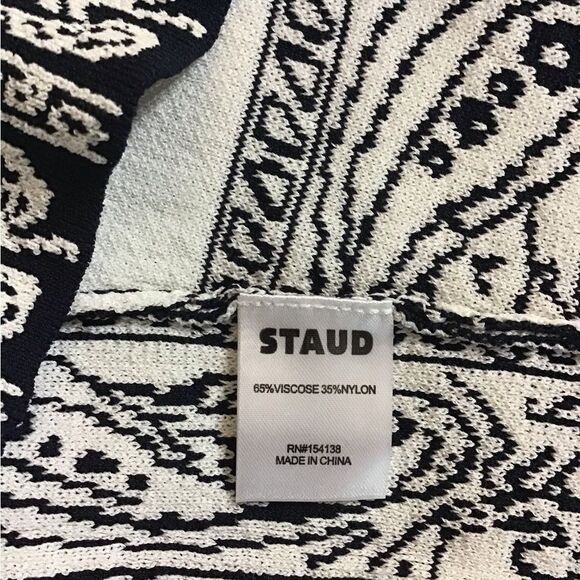 STAUD
65%VISCOSE 35%NYLON
RN#154138
MADE IN CHINA